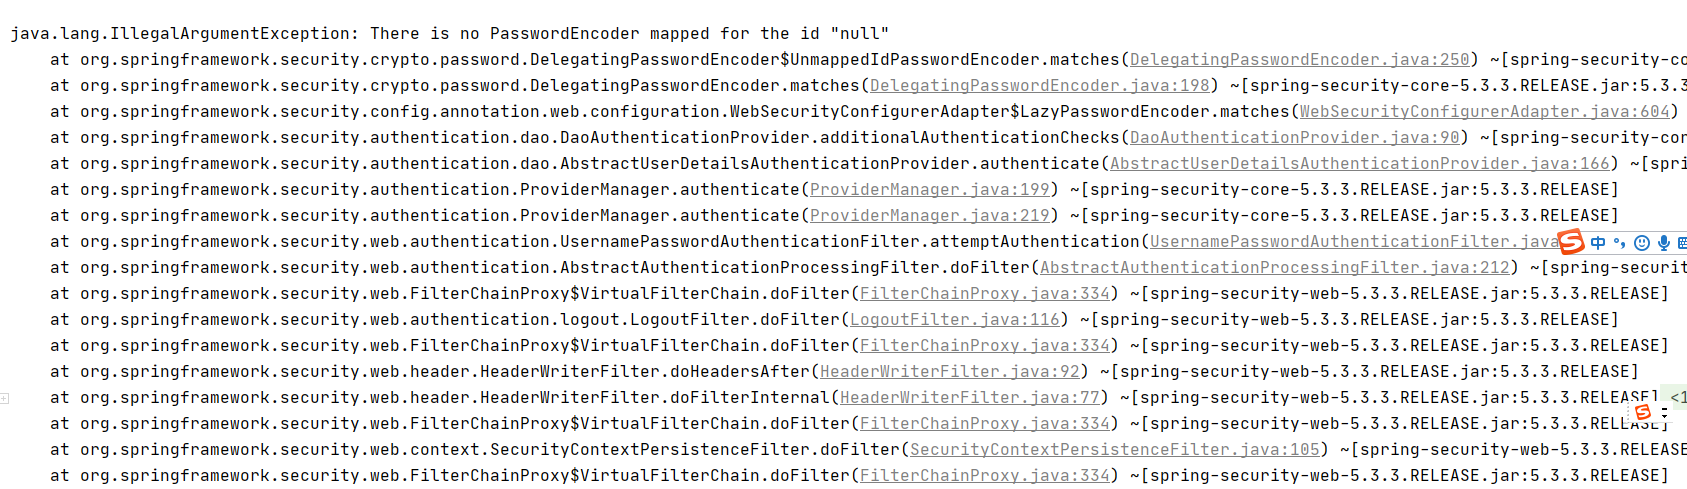 java.lang.IllegalArgumentException: There is no PasswordEncoder mapped for the id "null"
at org.springframework.security.crypto.password.DelegatingPasswordEncoder$UnmappedIdPasswordEncoder.matches(DelegatingPasswordEncoder.java:250) ~[spring-security-co
at org.springframework.security.crypto.password.DelegatingPasswordEncoder.matches(DelegatingPasswordEncoder.java:198) ~[spring-security-core-5.3.3.RELEASE.jar:5.3.3
at org.springframework.security.config.annotation.web.configuration.WebSecurityConfigurerAdapter$LazyPasswordEncoder.matches(WebSecurityConfigurerAdapter.java:604)
at org.springframework.security.authentication.dao.DaoAuthenticationProvider.additionalAuthenticationChecks(DaoAuthenticationProvider.java:90) ~[spring-security-cor
at org.springframework.security.authentication.dao.AbstractUserDetailsAuthenticationProvider.authenticate(AbstractUserDetailsAuthenticationProvider.java:166) ~[spri
at org.springframework.security.authentication.ProviderManager.authenticate(ProviderManager.java:199) ~[spring-security-core-5.3.3.RELEASE.jar:5.3.3.RELEASE]
at org.springframework.security.authentication.ProviderManager.authenticate(ProviderManager.java:219) ~[spring-security-core-5.3.3.RELEASE.jar:5.3.3.RELEASE]
at org.springframework.security.web.authentication.UsernamePasswordAuthenticationFilter.attemptAuthentication(UsernamePasswordAuthenticationFilter.java S 中
at org.springframework.security.web.authentication.AbstractAuthenticationProcessingFilter.doFilter(AbstractAuthenticationProcessingFilter.java:212) ~[spring-securit
at org.springframework.security.web.FilterChainProxy$VirtualFilterChain.doFilter(FilterChainProxy.java:334) ~[spring-security-web-5.3.3.RELEASE.jar:5.3.3.RELEASE]
at org.springframework.security.web.authentication.logout.LogoutFilter.doFilter(LogoutFilter.java:116) ~[spring-security-web-5.3.3.RELEASE.jar:5.3.3.RELEASE]
at org.springframework.security.web.FilterChainProxy$VirtualFilterChain.doFilter(FilterChainProxy.java:334) ~[spring-security-web-5.3.3.RELEASE.jar:5.3.3.RELEASE]
at org.springframework.security.web.header.HeaderWriterFilter.doHeadersAfter(HeaderWriterFilter.java:92) ~[spring-security-web-5.3.3.RELEASE.jar:5.3.3.RELEASE]
at org.springframework.security.web.header.HeaderWriterFilter.doFilterInternal(HeaderWriterFilter.java:77) ~[spring-security-web-5.3.3.RELEASE.jar:5.3.3.RELEASE] <1
at org.springframework.security.web.FilterChainProxy$VirtualFilterChain.doFilter(FilterChainProxy.java:334) ~[spring-security-web-5.3.3.RELEASE.jar:5.3.3.RELEASE] S
at org.springframework.security.web.context.SecurityContextPersistenceFilter.doFilter(SecurityContextPersistenceFilter.java:105) ~[spring-security-web-5.3.3.RELEASE
at org.springframework.security.web.FilterChainProxy$VirtualFilterChain.doFilter(FilterChainProxy.java:334) ~[spring-security-web-5.3.3.RELEASE.jar:5.3.3.RELEASE]